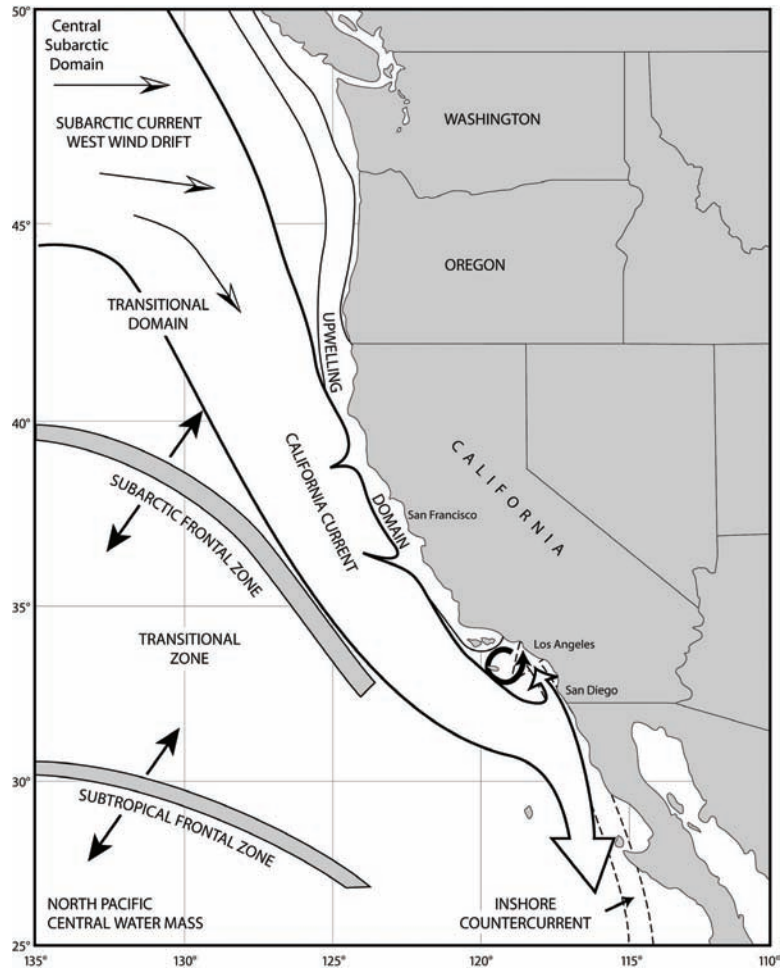 50°
Central
Subarctic
Domain
SUBARCTIC CURRENT
WEST WIND DRIFT
WASHINGTON
45°
OREGON
TRANSITIONAL
DOMAIN
UPWELLING
40°
CALIFORNIA CURRENT
CALIFORNIA
SUBARCTIC FRONTAL ZONE
DOMAIN
San Francisco
35°
TRANSITIONAL
ZONE
Los Angeles
San Diego
30°
SUBTROPICAL FRONTAL ZONE
NORTH PACIFIC
CENTRAL WATER MASS
INSHORE
COUNTERCURRENT
25°
135°
130°
125°
120°
115°
110°